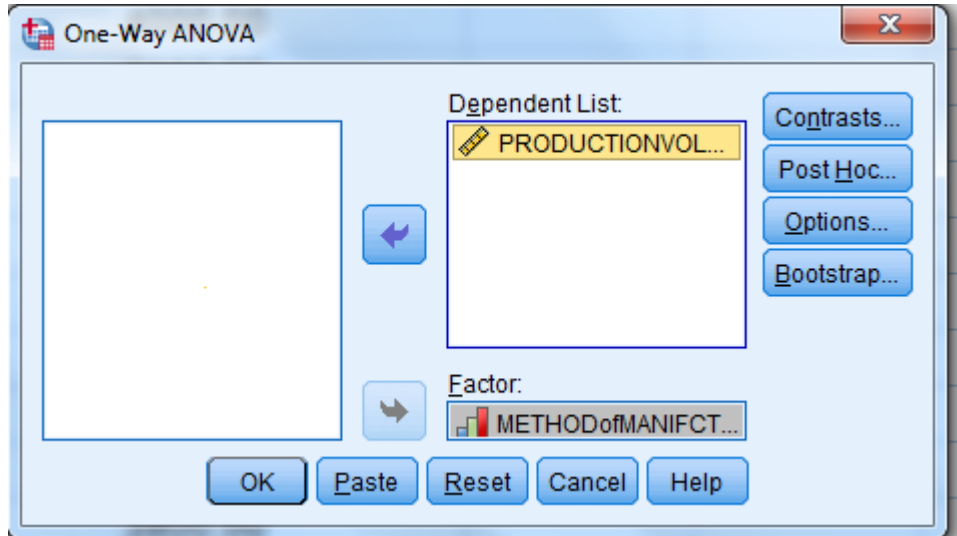 One-Way ANOVA
Dependent List:
PRODUCTIONVOL...
Contrasts...
Post Hoc...
Options...
Bootstrap...
Factor:
METHODofMANIFCT...
OK Paste Reset Cancel Help